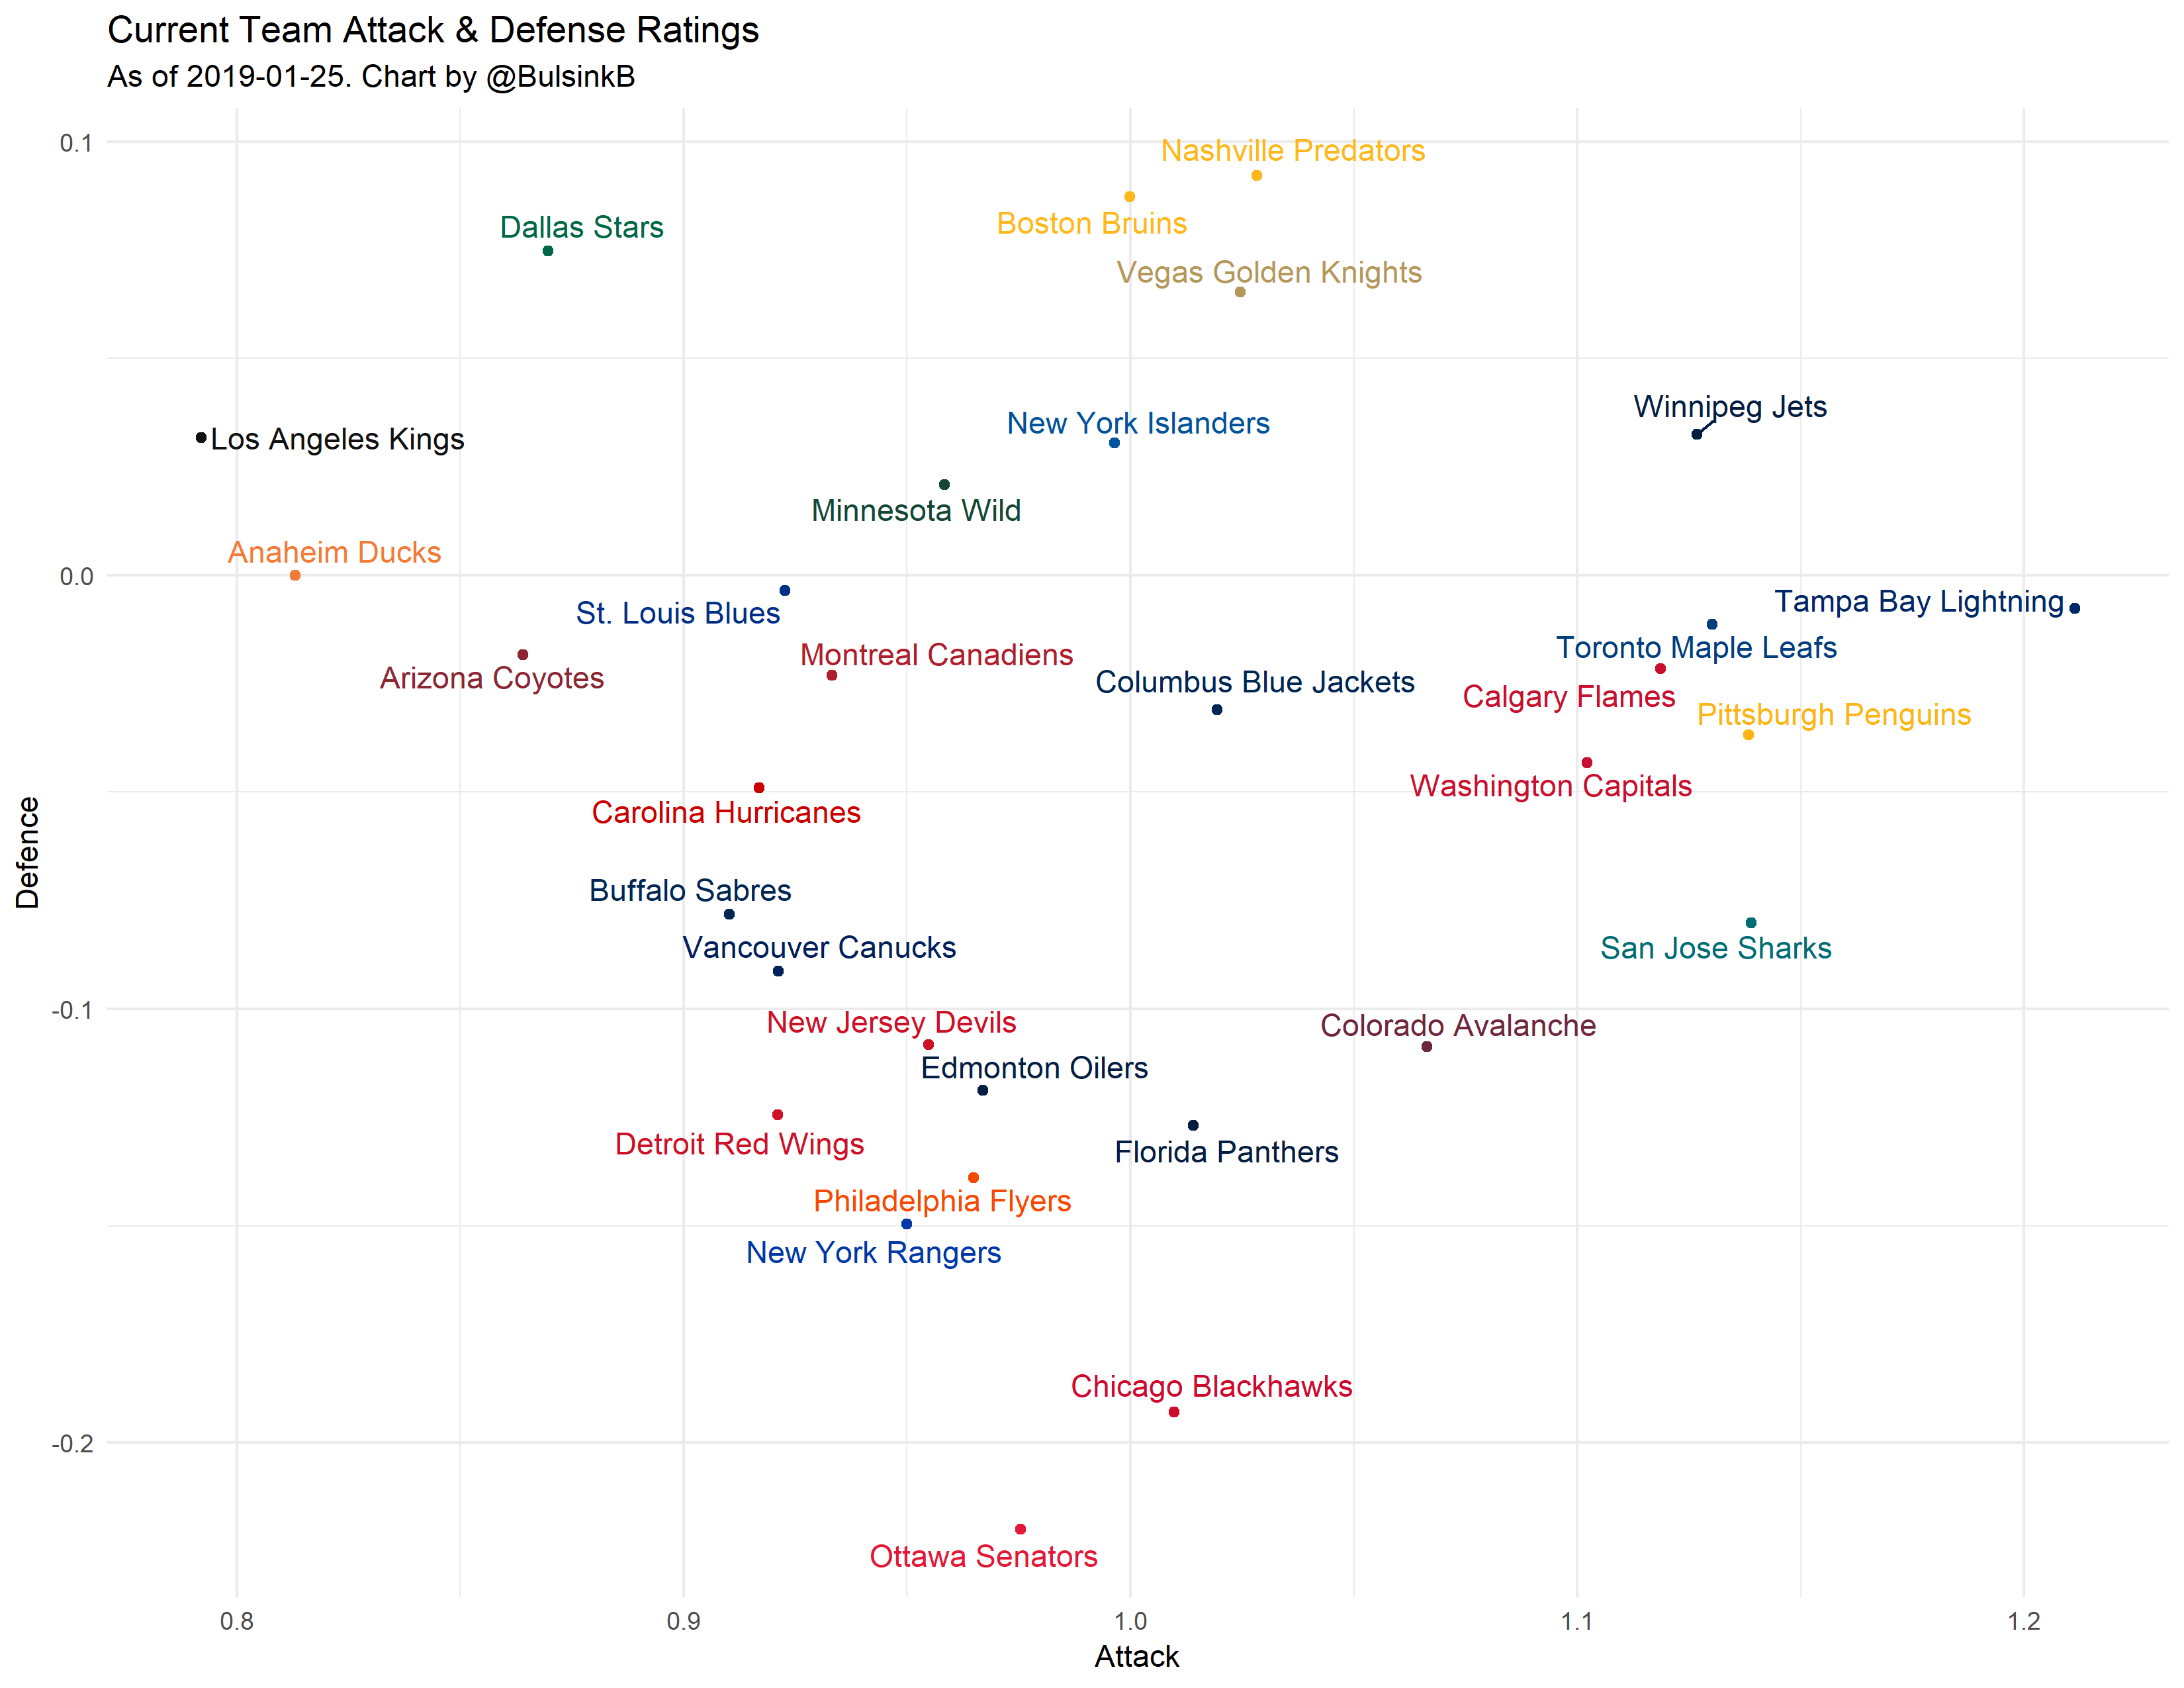 Current Team Attack & Defense Ratings
As of 2019-01-25. Chart by @BulsinkB
0.1
Nashville Predators
Boston Bruins
Dallas Stars
Vegas Golden Knights
Winnipeg Jets
New York Islanders
Los Angeles Kings
Minnesota Wild
Anaheim Ducks
0.0
Tampa Bay Lightning
St. Louis Blues
Toronto Maple Leafs
Montreal Canadiens
Arizona Coyotes
Columbus Blue Jackets
Calgary Flames
Pittsburgh Penguins
Washington Capitals
Carolina Hurricanes
Defence
Buffalo Sabres
Vancouver Canucks
San Jose Sharks
-0.1
New Jersey Devils
Colorado Avalanche
Edmonton Oilers
Detroit Red Wings
Florida Panthers
Philadelphia Flyers
New York Rangers
Chicago Blackhawks
-0.2
Ottawa Senators
0.8 0.9 1.0 1.1 1.2
Attack